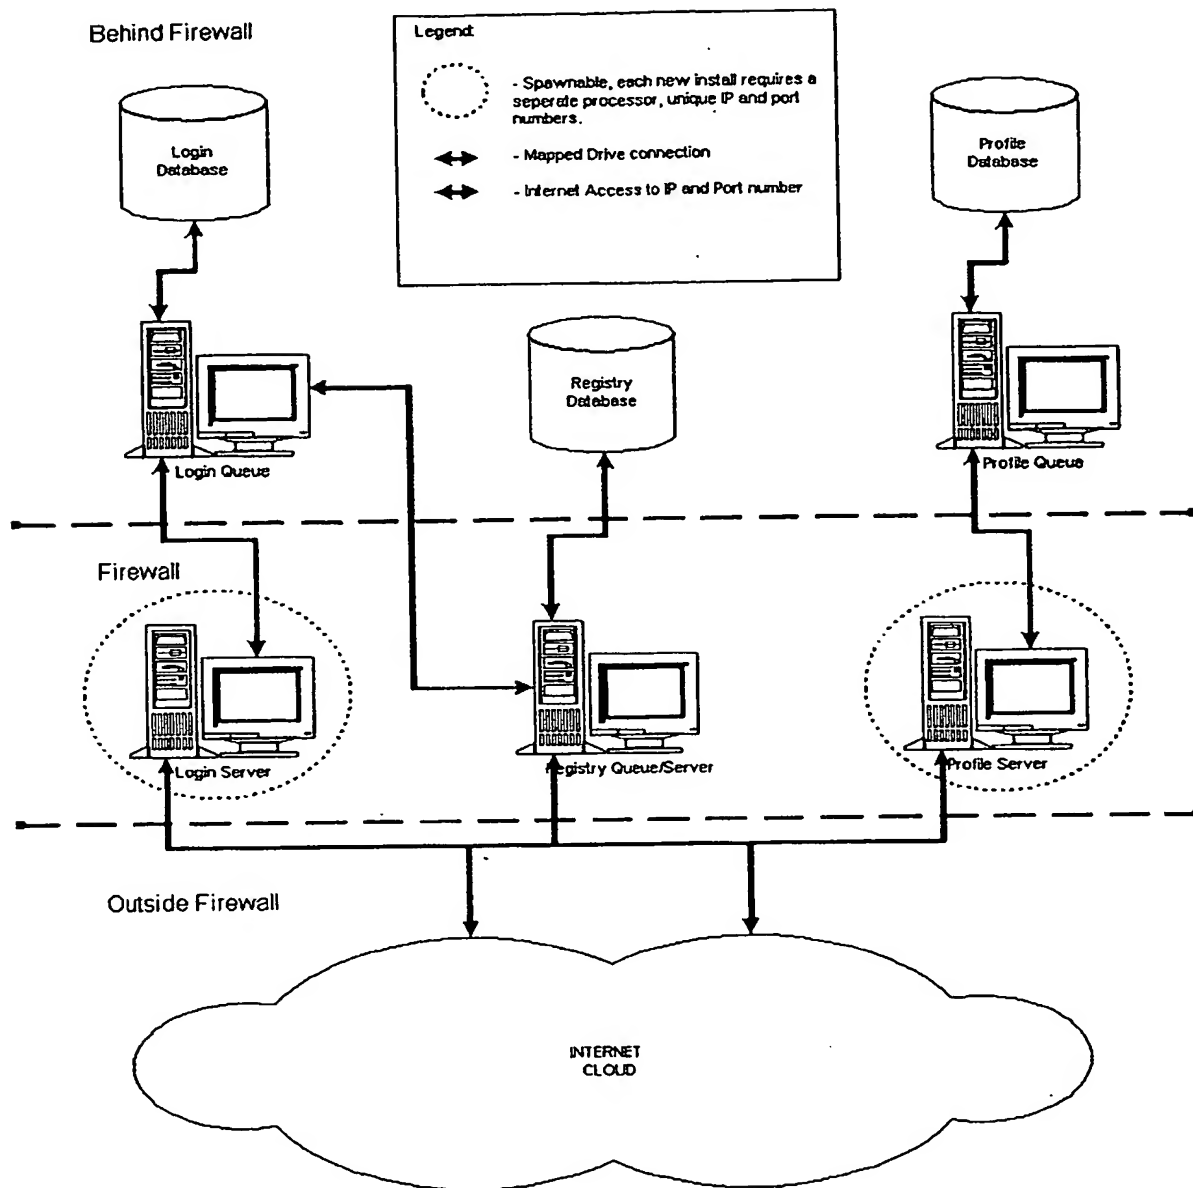 Behind Firewall
Legend:
- Spawnable, each new install requires a
seperate processor, unique IP and port
numbers.
- Mapped Drive connection
- Internet Access to IP and Port number
Login
Database
Profile
Database
Registry
Database
Login Queue
Profile Queue
Firewall
Login Server
Registry Queue/Server
Profile Server
Outside Firewall
INTERNET
CLOUD